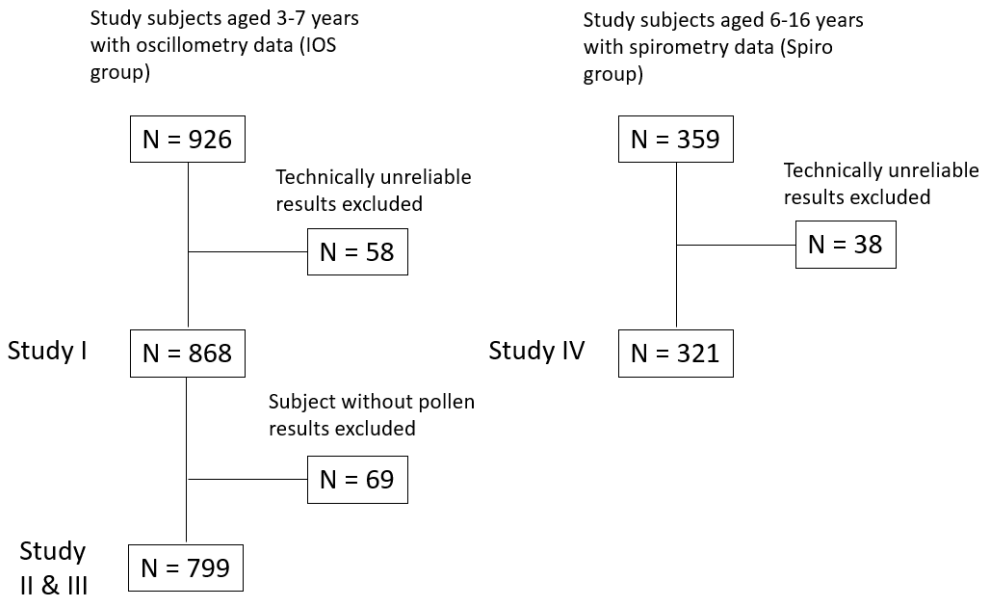 Study subjects aged 3-7 years
with oscillometry data (IOS
group)
N = 926
Technically unreliable
results excluded
N = 58
Study I
N = 868
Subject without pollen
results excluded
N = 69
Study
II & III
N = 799
Study subjects aged 6-16 years
with spirometry data (Spiro
group)
N = 359
Technically unreliable
results excluded
N = 38
Study IV
N = 321